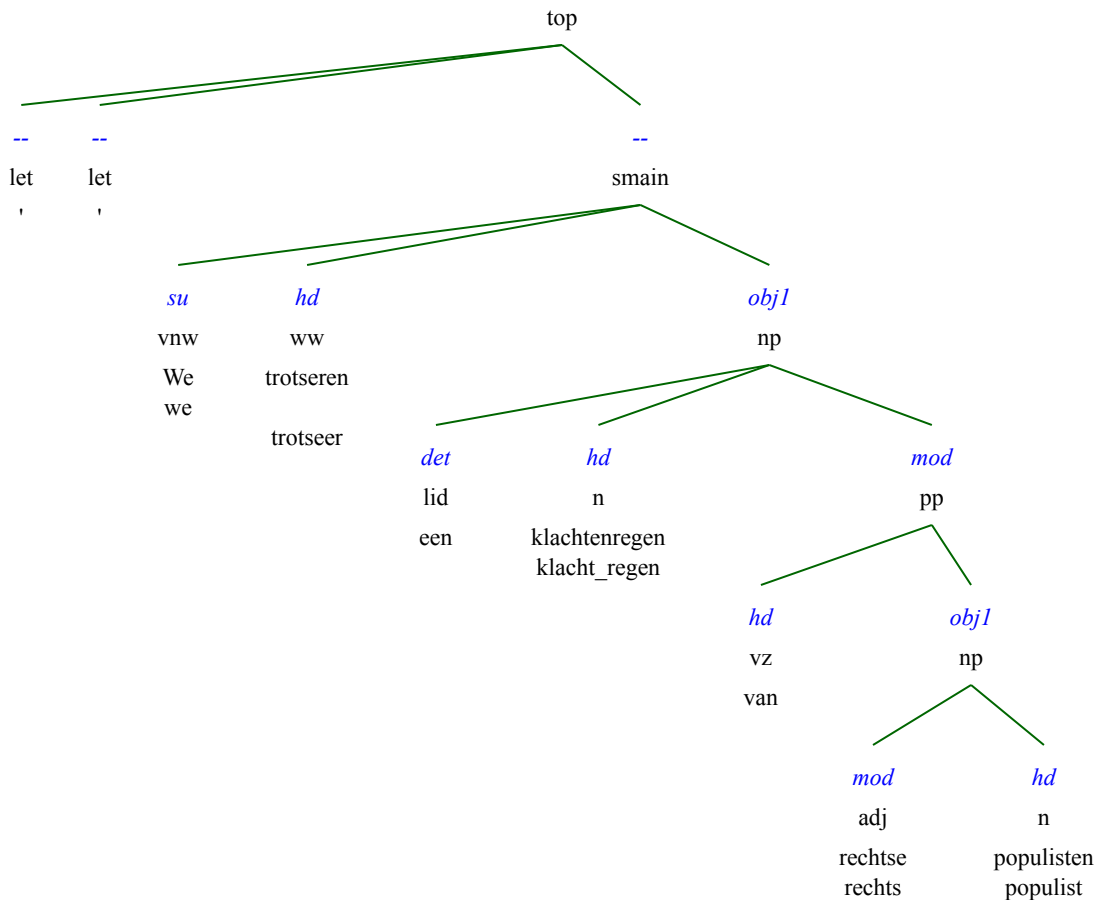 top
-- -- --
let let smain
' '
su hd obj1
vnw ww np
We trotseren
we
trotseer
det hd mod
lid n pp
een klachtenregen
klacht_regen
hd obj1
vz np
van
mod hd
adj n
rechtse populisten
rechts populist